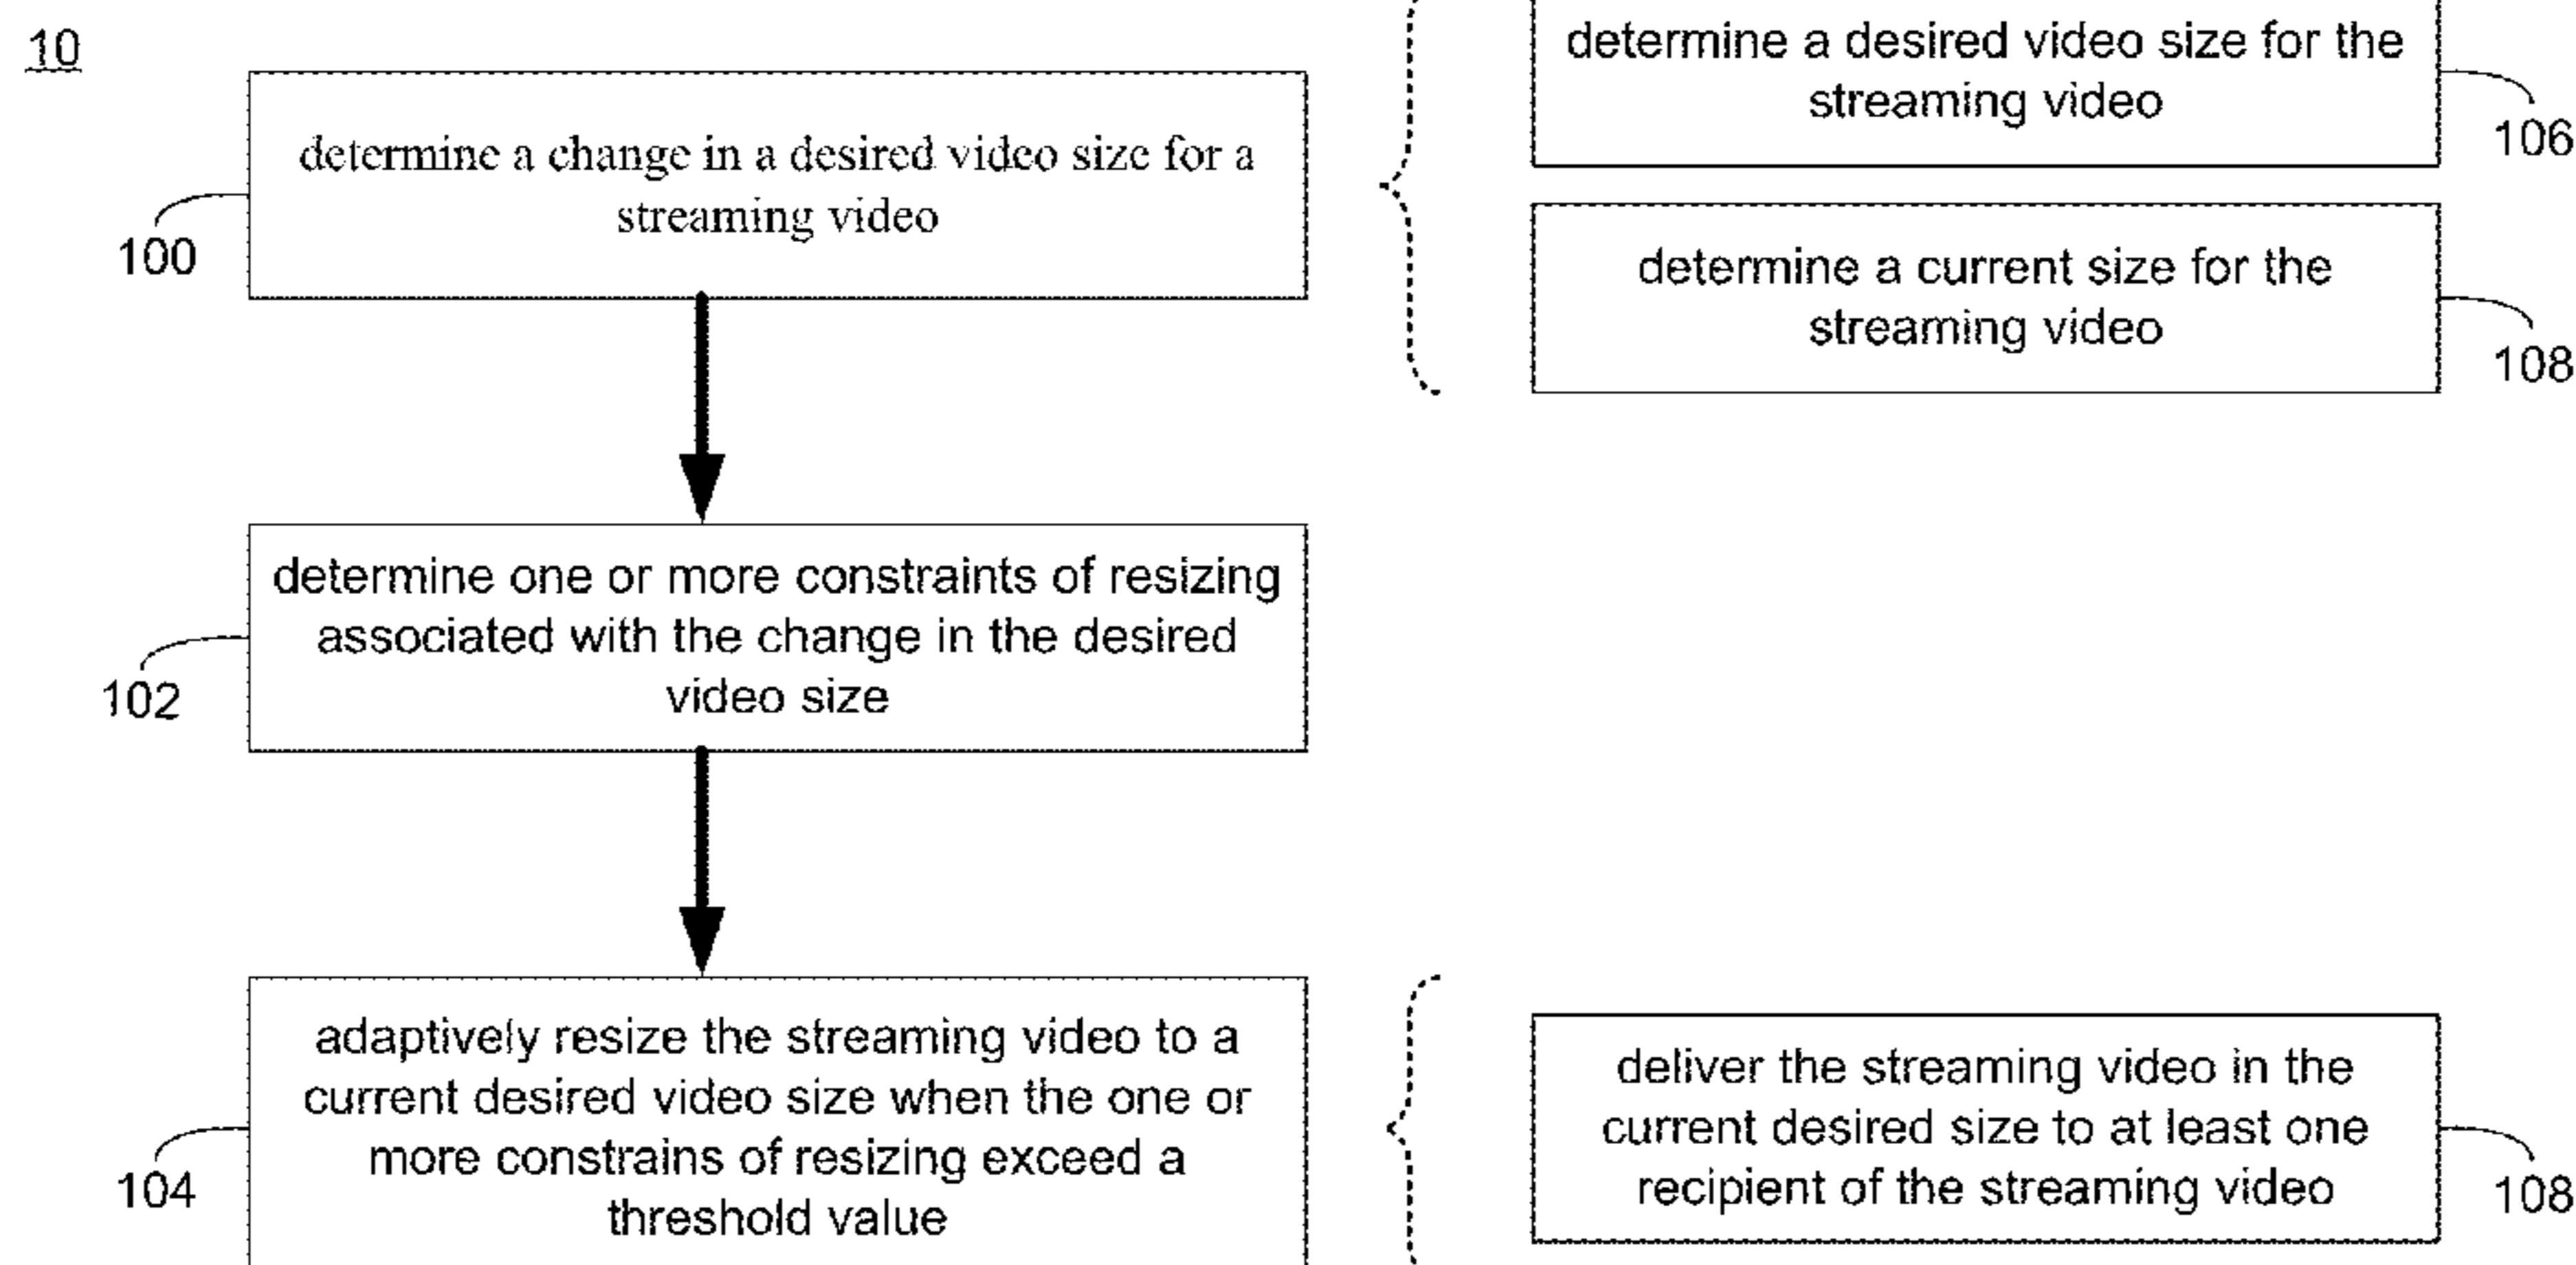 10
determine a change in a desired video size for a
streaming video
100
determine a desired video size for the
streaming video
106
determine a current size for the
streaming video
108
determine one or more constraints of resizing
associated with the change in the desired
video size
102
adaptively resize the streaming video to a
current desired video size when the one or
more constrains of resizing exceed a
threshold value
104
deliver the streaming video in the
current desired size to at least one
recipient of the streaming video
108